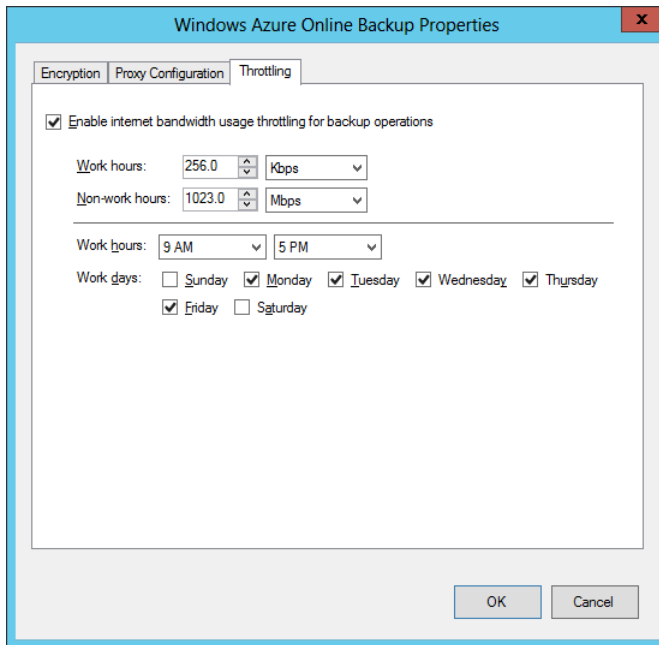 Windows Azure Online Backup Properties x
Encryption Proxy Configuration Throttling
Enable internet bandwidth usage throttling for backup operations
Work hours: 256.0 Kbps
Non-work hours: 1023.0 Mbps
Work hours: 9 AM 5 PM
Work days: Sunday Monday Tuesday Wednesday Thursday
Friday Saturday
OK Cancel